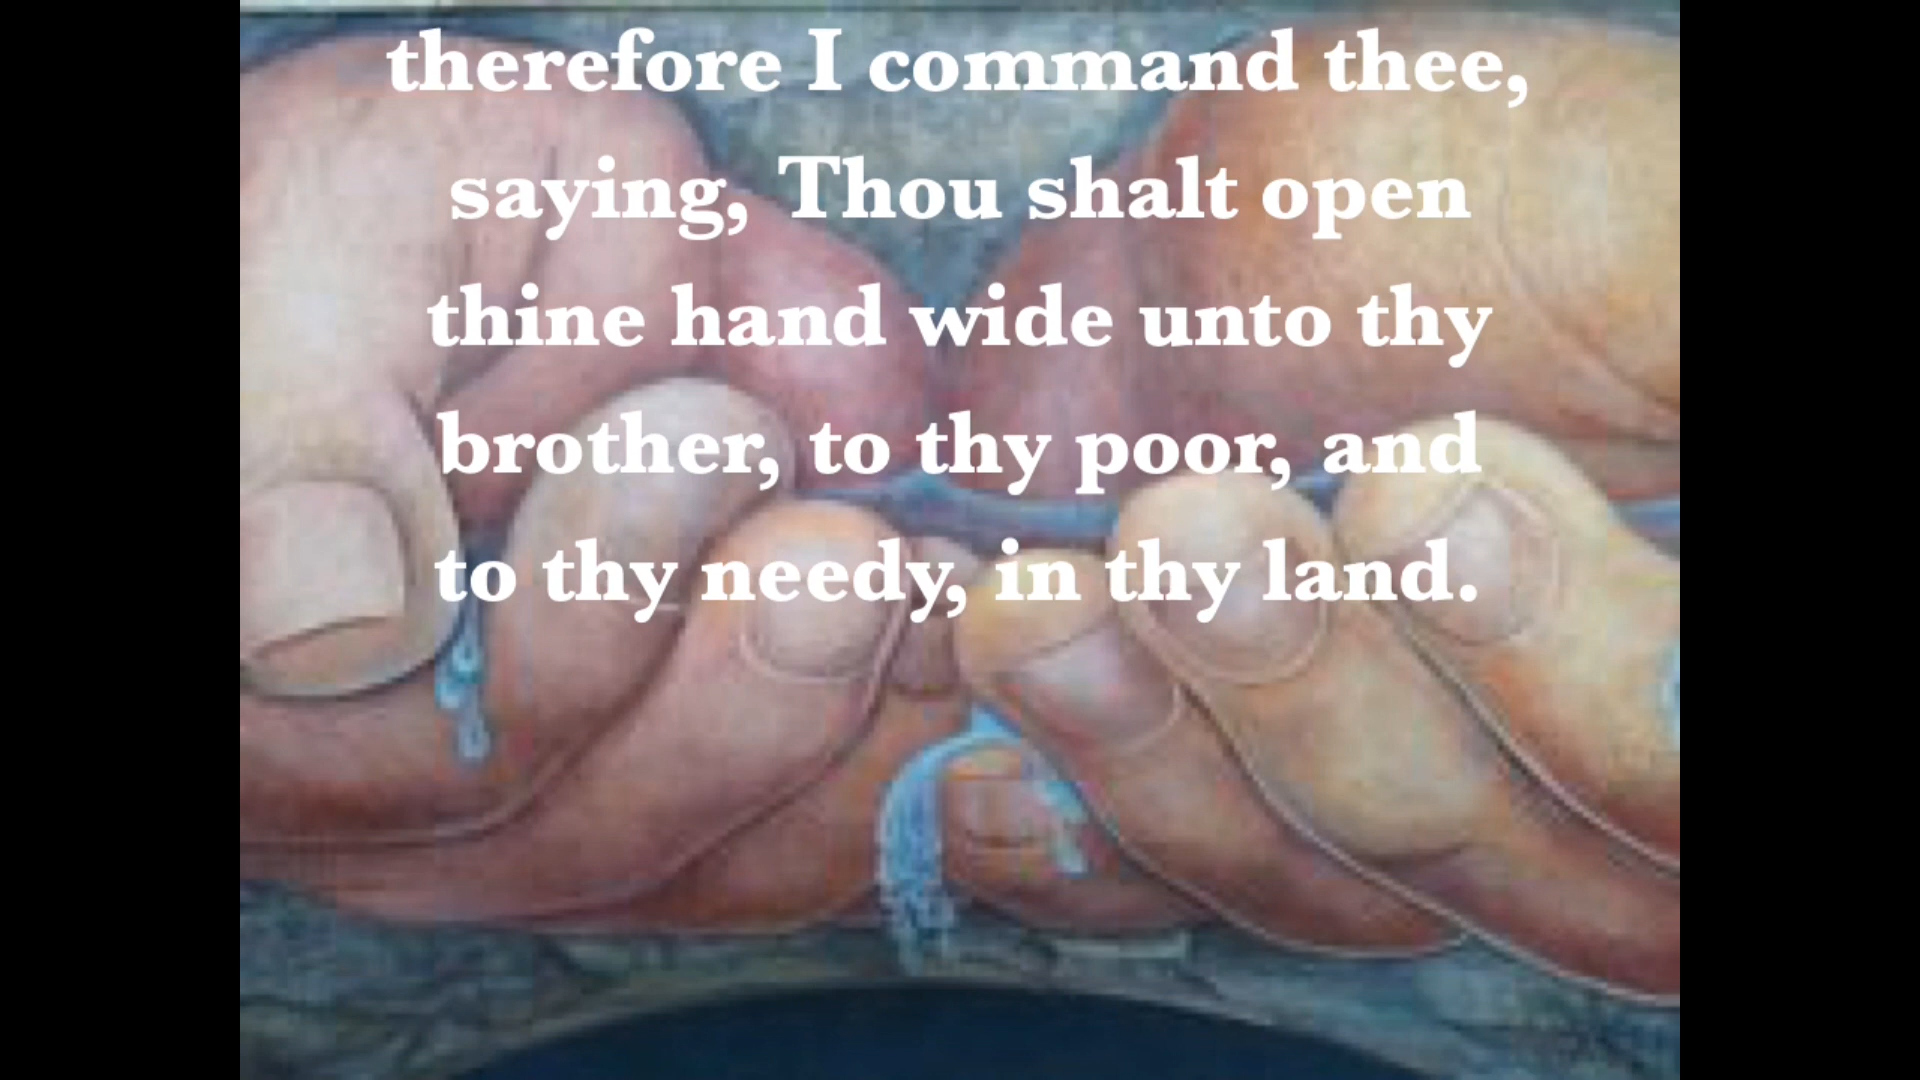 therefore I command thee,
saying, Thou shalt open
thine hand wide unto thy
brother, to thy poor, and
to thy needy, in thy land.